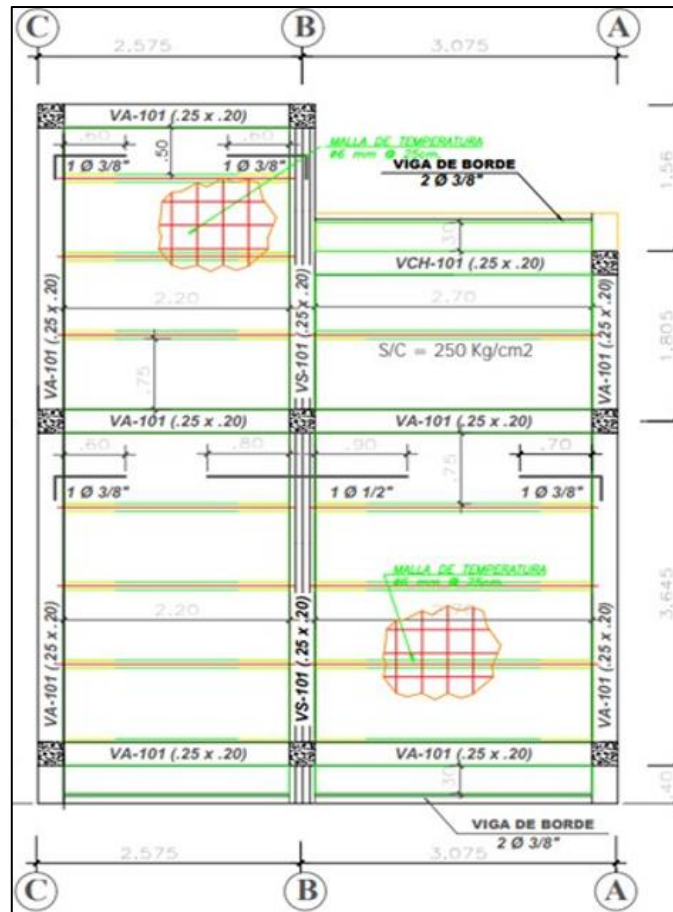 C
B
A
2.575
3.075
VA-101 (.25 x .20)
.60
.60
.50
1 Ø 3/8"
1 Ø 3/8"
MALLA DE TEMPERATURA
ø6 mm @ 25cm.
VIGA DE BORDE
2 Ø 3/8"
1.56
.30
VCH-101 (.25 x .20)
VA-101 (.25 x .20)
VS-101 (.25 x .20)
VA-101 (.25 x .20)
2.20
2.70
S/C = 250 Kg/cm2
1.805
.75
VA-101 (.25 x .20)
VA-101 (.25 x .20)
.60
.80
.90
.70
.75
1 Ø 3/8"
1 Ø 1/2"
1 Ø 3/8"
MALLA DE TEMPERATURA
ø6 mm @ 25cm.
3.645
2.20
VA-101 (.25 x .20)
VS-101 (.25 x .20)
VA-101 (.25 x .20)
VA-101 (.25 x .20)
VA-101 (.25 x .20)
.30
.40
VIGA DE BORDE
2 Ø 3/8"
2.575
3.075
C
B
A